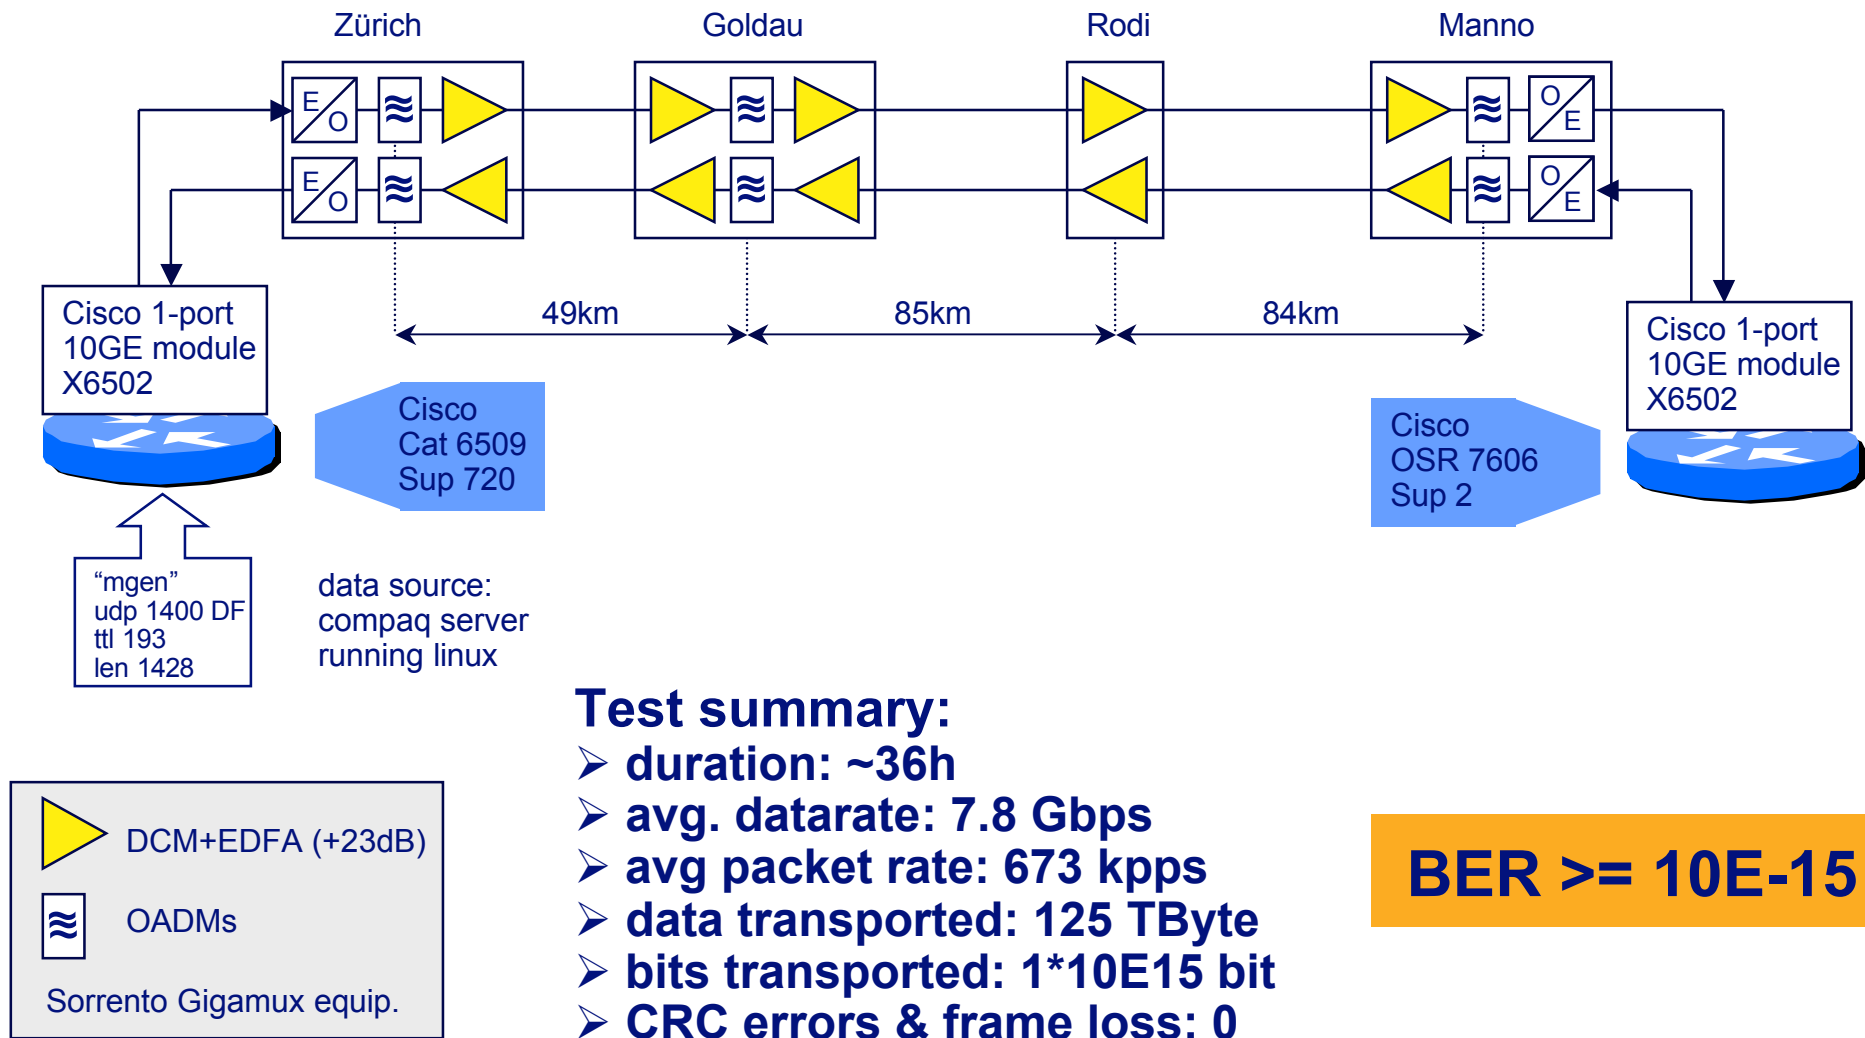 Zürich
Goldau
Rodi
Manno
E
O
O
E
E
O
O
E
49km
85km
84km
Cisco 1-port
10GE module
X6502
Cisco 1-port
10GE module
X6502
Cisco
Cat 6509
Sup 720
Cisco
OSR 7606
Sup 2
“mgen”
udp 1400 DF
ttl 193
len 1428
data source:
compaq server
running linux
Test summary:
➢ duration: ~36h
➢ avg. datarate: 7.8 Gbps
➢ avg packet rate: 673 kpps
➢ data transported: 125 TByte
➢ bits transported: 1*10E15 bit
➢ CRC errors & frame loss: 0
DCM+EDFA (+23dB)
OADMs
Sorrento Gigamux equip.
BER >= 10E-15